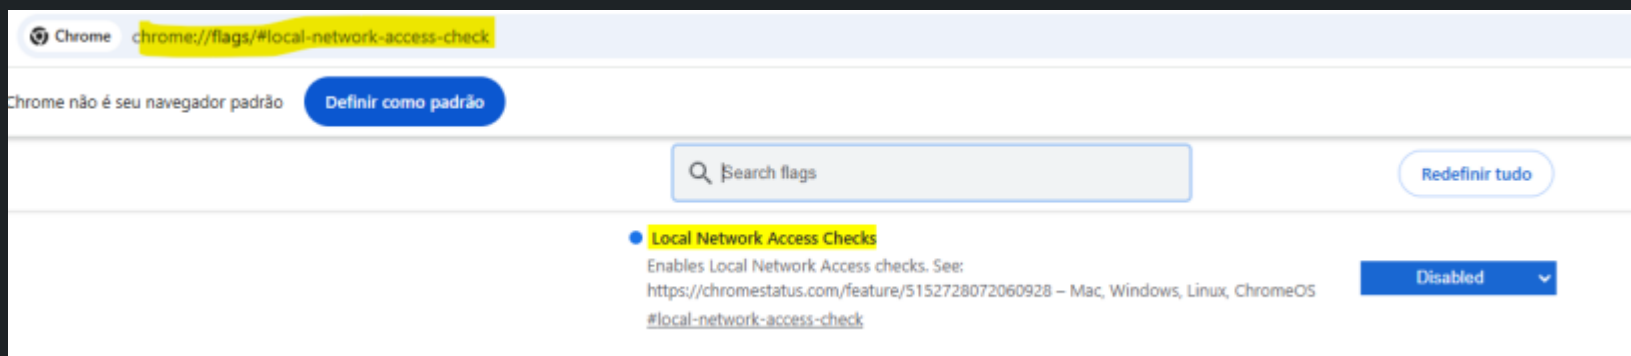 Chrome chrome://flags/#local-network-access-check
Chrome não é seu navegador padrão Definir como padrão
Search flags Redefinir tudo
Local Network Access Checks
Enables Local Network Access checks. See:
https://chromestatus.com/feature/5152728072060928 – Mac, Windows, Linux, ChromeOS
Disabled
#local-network-access-check